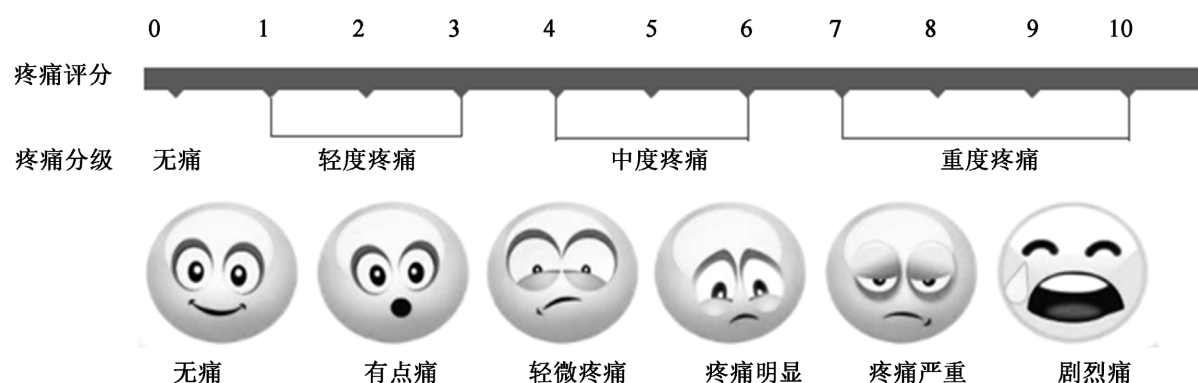 0 1 2 3 4 5 6 7 8 9 10
疼痛评分
疼痛分级 无痛 轻度疼痛 中度疼痛 重度疼痛
无痛 有点痛 轻微疼痛 疼痛明显 疼痛严重 剧烈痛